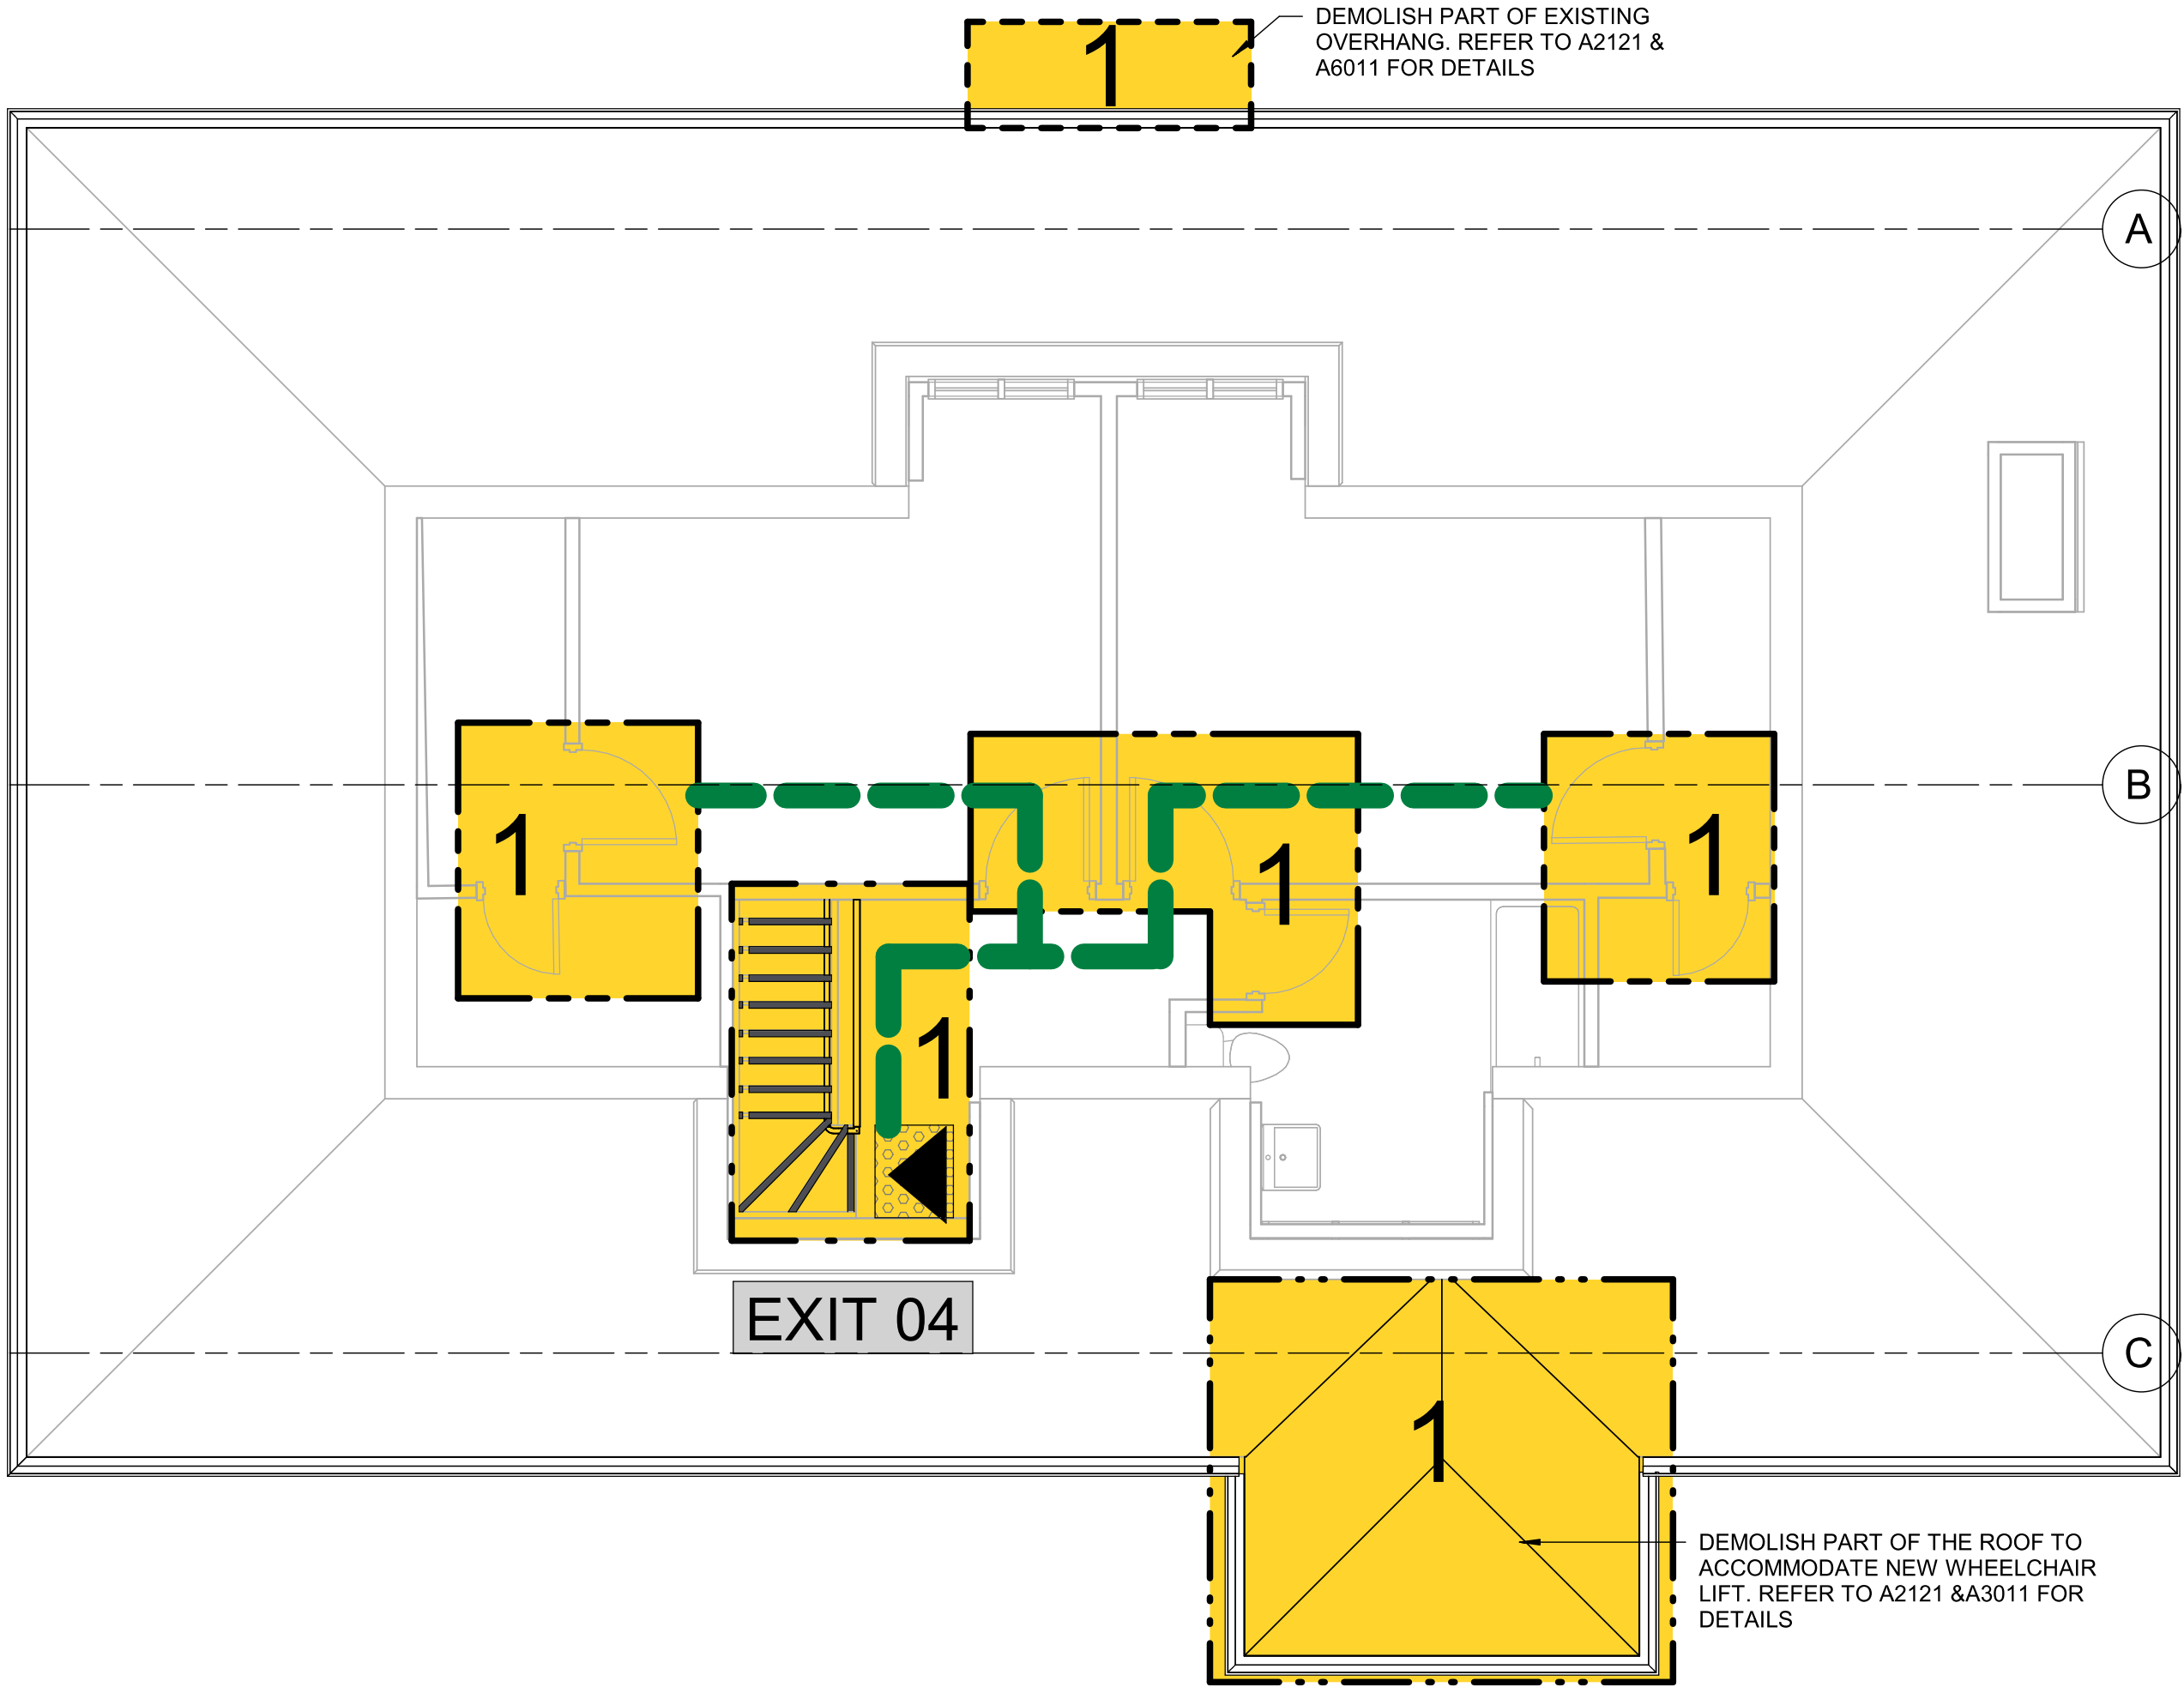 DEMOLISH PART OF EXISTING
OVERHANG. REFER TO A2121 &
A6011 FOR DETAILS
1
A
B
1
1
1
1
EXIT 04
C
1
DEMOLISH PART OF THE ROOF TO
ACCOMMODATE NEW WHEELCHAIR
LIFT. REFER TO A2121 &A3011 FOR
DETAILS